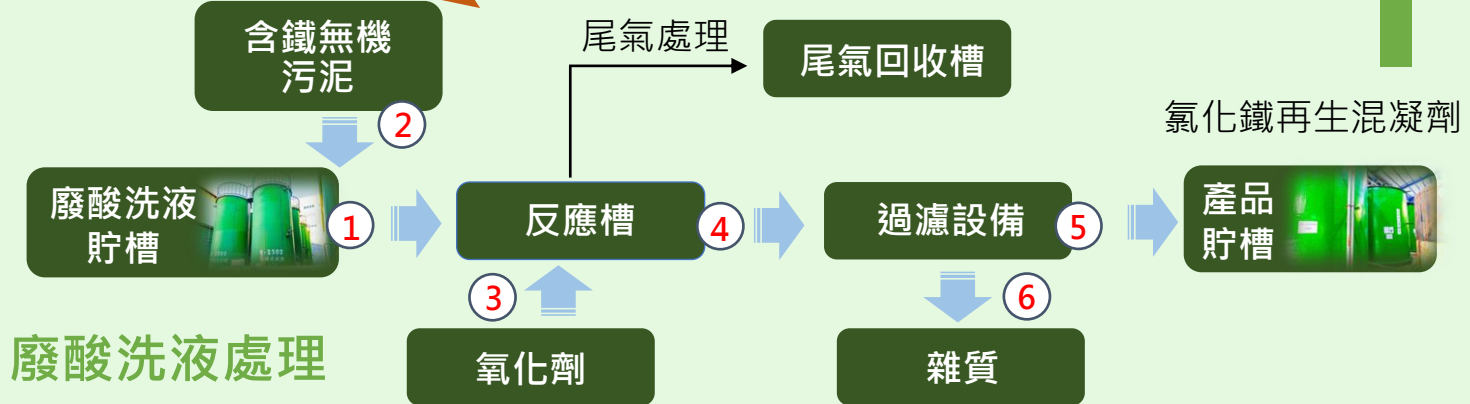 含鐵無機
污泥
尾氣處理
尾氣回收槽
2
氯化鐵再生混凝劑
廢酸洗液
貯槽
1
反應槽
4
過濾設備
5
產品
貯槽
3
6
廢酸洗液處理
氧化劑
雜質